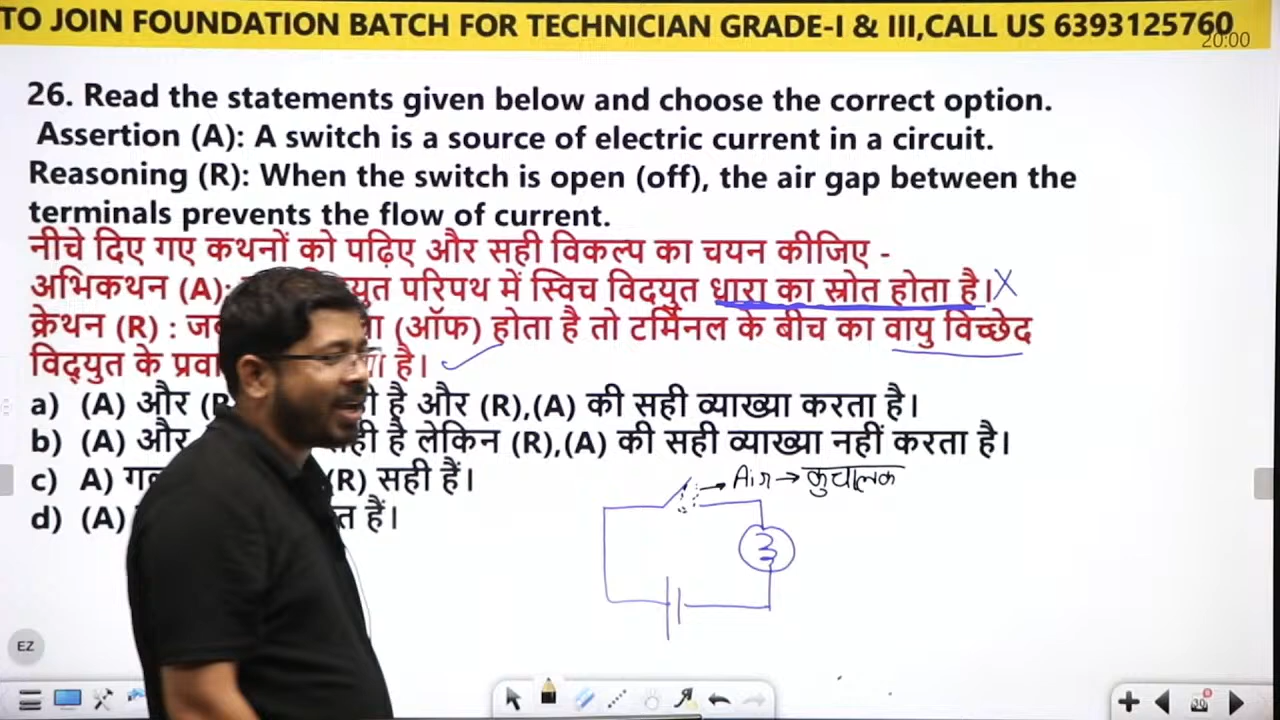 TO JOIN FOUNDATION BATCH FOR TECHNICIAN GRADE-I & III,CALL US 6393125760
20:00
26. Read the statements given below and choose the correct option.
Assertion (A): A switch is a source of electric current in a circuit.
Reasoning (R): When the switch is open (off), the air gap between the
terminals prevents the flow of current.
नीचे दिए गए कथनों को पढ़िए और सही विकल्प का चयन कीजिए -
अभिकथन (A): परिपथ में स्विच विदयुत धारा का स्रोत होता है। X
क्रेथन (R) : (ऑफ) होता है तो टर्मिनल के बीच का वायु विच्छेद
विद्युत के है।
a) (A) और है और (R),(A) की सही व्याख्या करता है।
b) (A) और है लेकिन (R),(A) की सही व्याख्या नहीं करता है।
c) A) (R) सही हैं।
d) (A) हैं।
Air → कुचालक
EZ
30